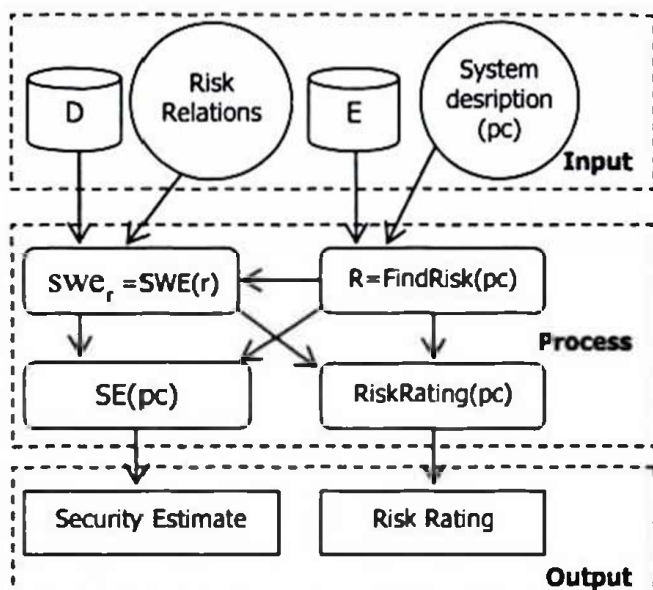 D
Risk
Relations
E
System
desription
(pc)
Input
swe_r =SWE(r)
R=FindRisk(pc)
Process
SE(pc)
RiskRating(pc)
Security Estimate
Risk Rating
Output